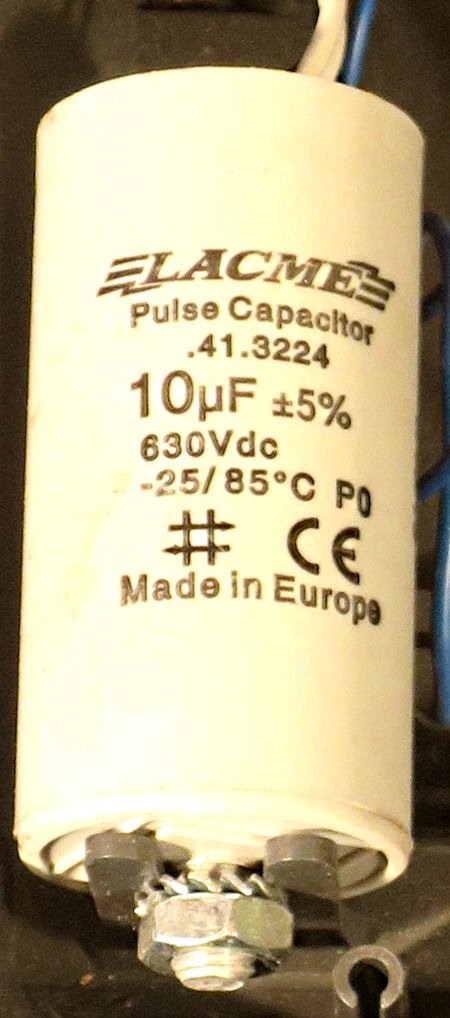 LACME
Pulse Capacitor
.41.3224
10µF ±5%
630Vdc
-25/85°C P0
CE
Made in Europe